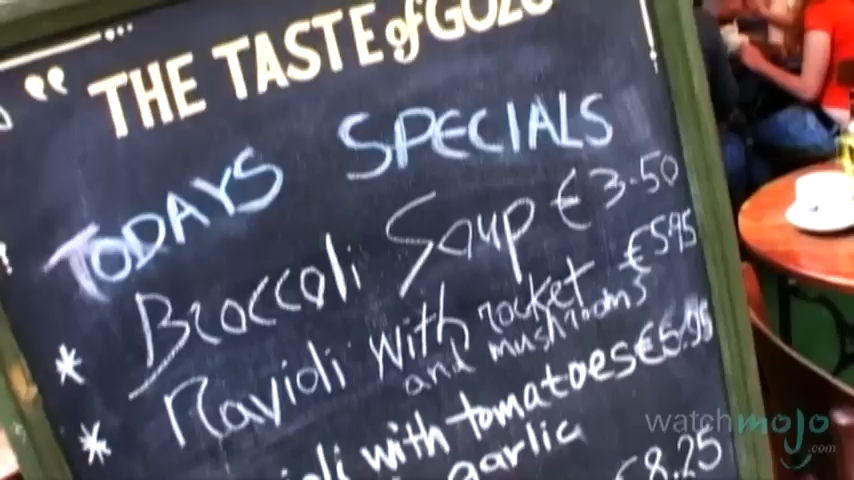 “ THE TASTE of GOZO
TODAYS SPECIALS
* Broccoli Soup €3.50
* Ravioli with rocket €5.95
and mushrooms
with tomatoes €5.95
garlic
€8.25
watchmojo
.com